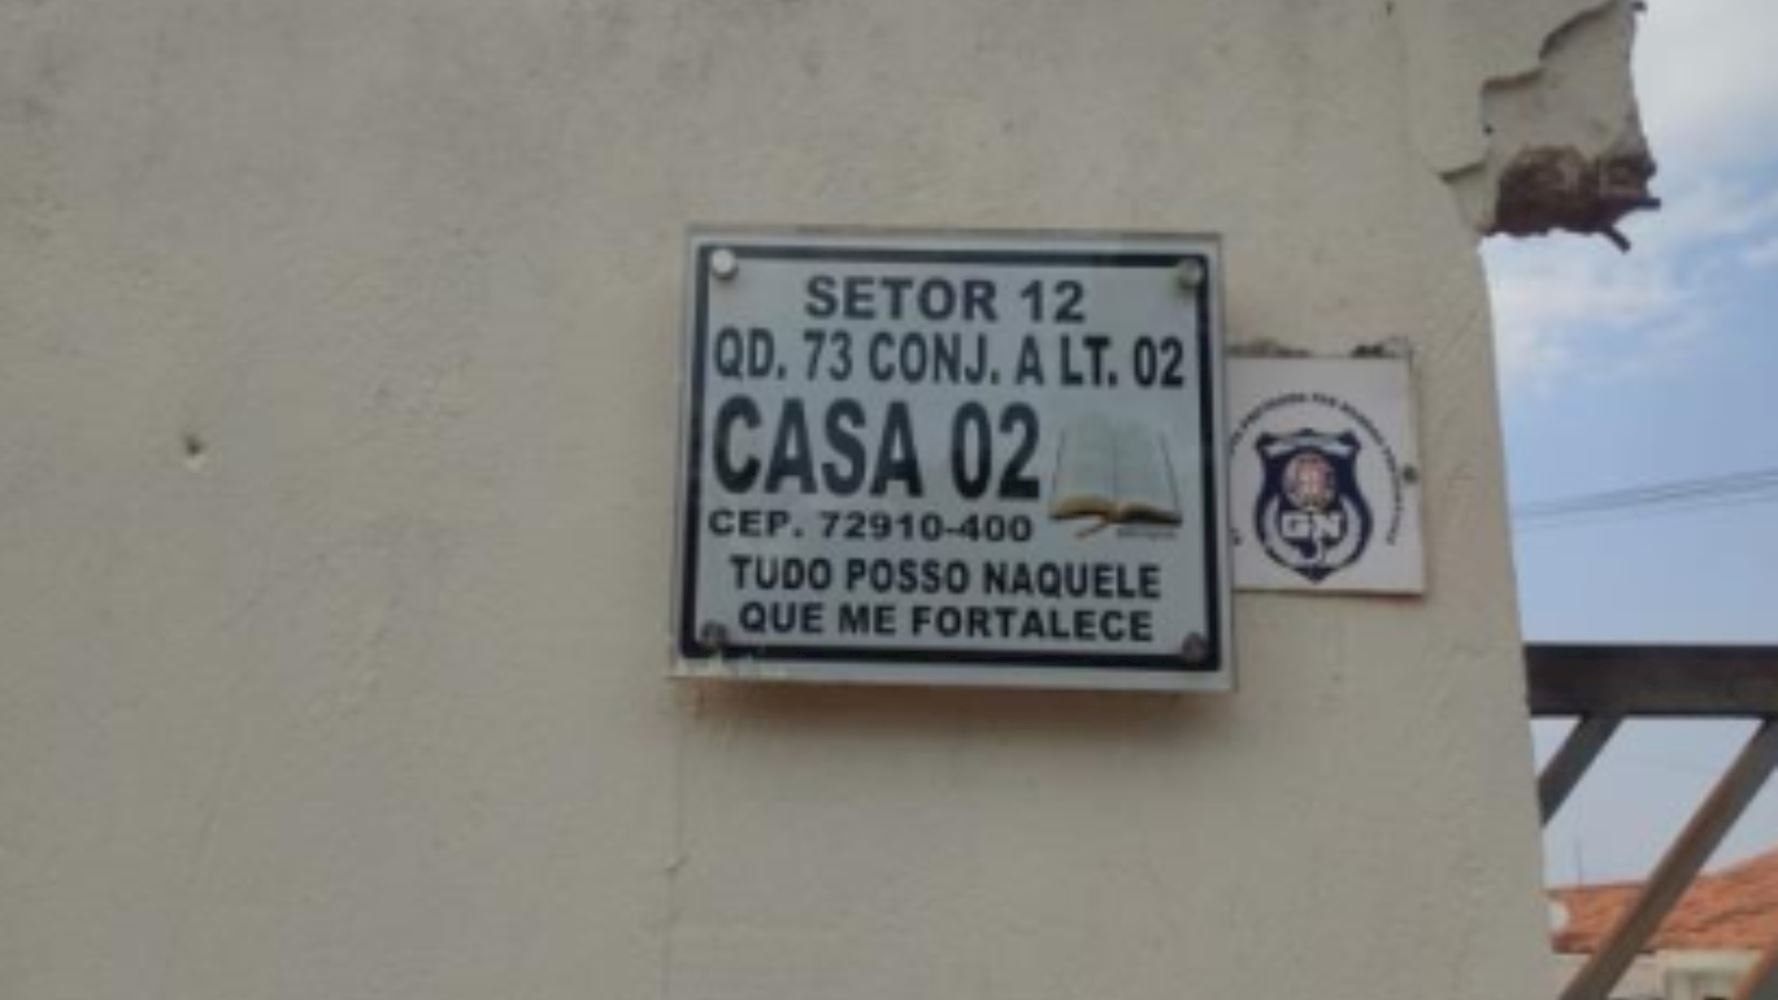 SETOR 12
QD. 73 CONJ. A LT. 02
CASA 02
CEP. 72910-400
TUDO POSSO NAQUELE
QUE ME FORTALECE
GN